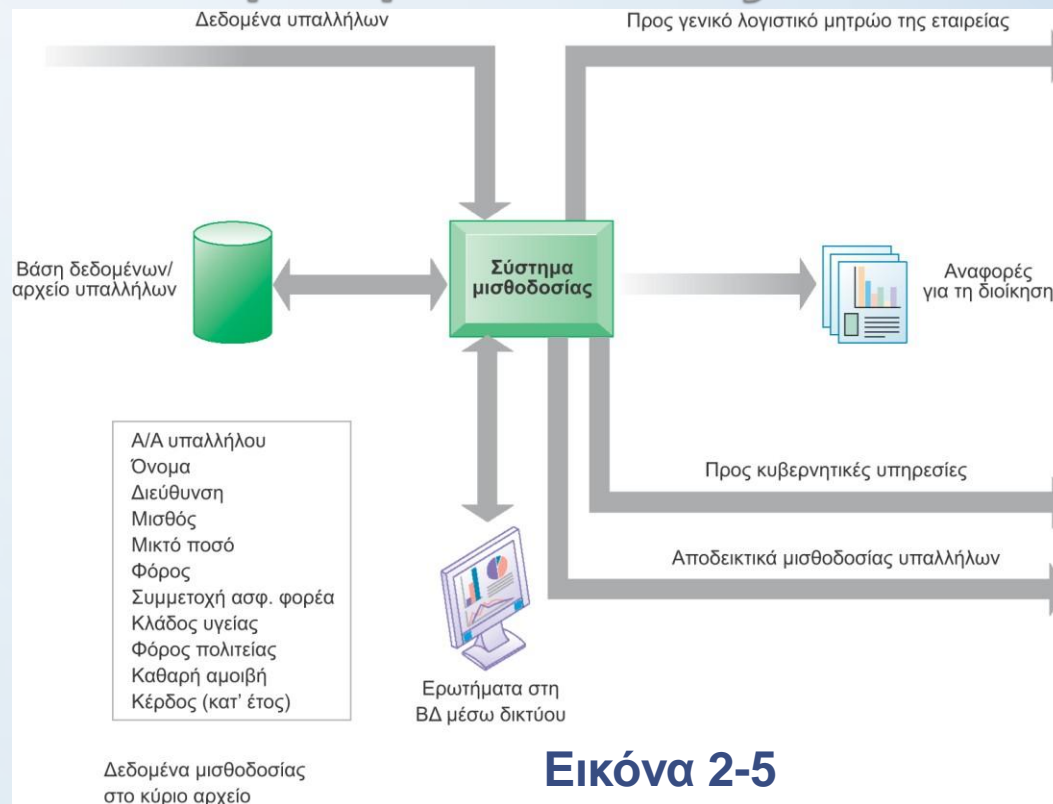 Δεδομένα υπαλλήλων
Προς γενικό λογιστικό μητρώο της εταιρείας
Βάση δεδομένων/
αρχείο υπαλλήλων
Σύστημα
μισθοδοσίας
Αναφορές
για τη διοίκηση
Α/Α υπαλλήλου
Όνομα
Διεύθυνση
Μισθός
Μικτό ποσό
Φόρος
Συμμετοχή ασφ. φορέα
Κλάδος υγείας
Φόρος πολιτείας
Καθαρή αμοιβή
Κέρδος (κατ' έτος)
Προς κυβερνητικές υπηρεσίες
Αποδεικτικά μισθοδοσίας υπαλλήλων
Ερωτήματα στη
ΒΔ μέσω δικτύου
Δεδομένα μισθοδοσίας
στο κύριο αρχείο
Εικόνα 2-5